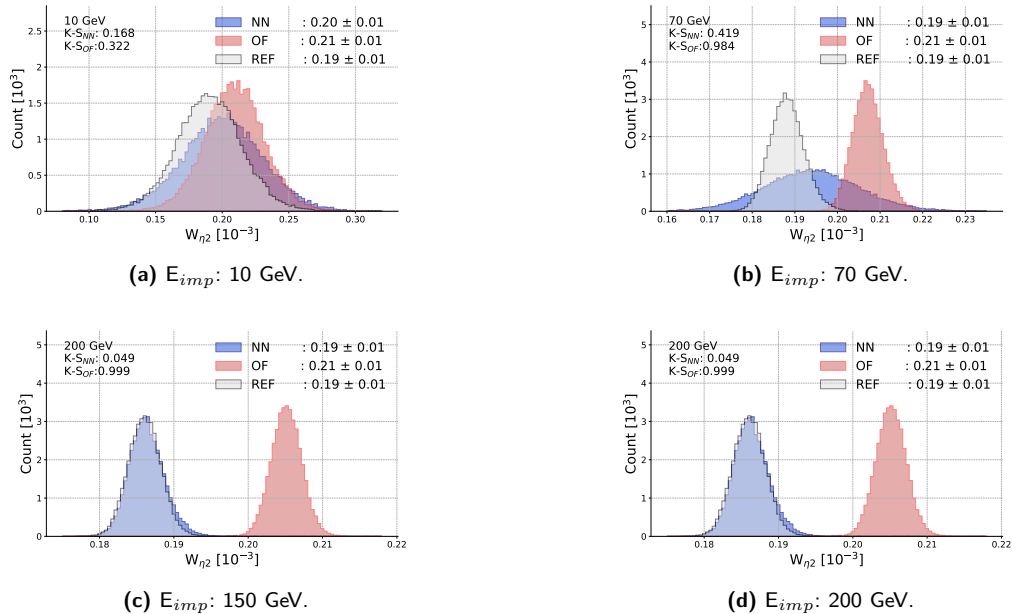 10 GeV
K-S_NN: 0.168
K-S_OF:0.322
NN : 0.20 ± 0.01
OF : 0.21 ± 0.01
REF : 0.19 ± 0.01
Count [10³]
2.5
2
1.5
1
0.5
0
0.10 0.15 0.20 0.25 0.30
W_η2 [10⁻³]
(a) E_imp: 10 GeV.
70 GeV
K-S_NN: 0.419
K-S_OF:0.984
NN : 0.19 ± 0.01
OF : 0.21 ± 0.01
REF : 0.19 ± 0.01
Count [10³]
5
4
3
2
1
0
0.16 0.17 0.18 0.19 0.20 0.21 0.22 0.23
W_η2 [10⁻³]
(b) E_imp: 70 GeV.
200 GeV
K-S_NN: 0.049
K-S_OF:0.999
NN : 0.19 ± 0.01
OF : 0.21 ± 0.01
REF : 0.19 ± 0.01
Count [10³]
5
4
3
2
1
0
0.18 0.19 0.20 0.21 0.22
W_η2 [10⁻³]
(c) E_imp: 150 GeV.
200 GeV
K-S_NN: 0.049
K-S_OF:0.999
NN : 0.19 ± 0.01
OF : 0.21 ± 0.01
REF : 0.19 ± 0.01
Count [10³]
5
4
3
2
1
0
0.18 0.19 0.20 0.21 0.22
W_η2 [10⁻³]
(d) E_imp: 200 GeV.